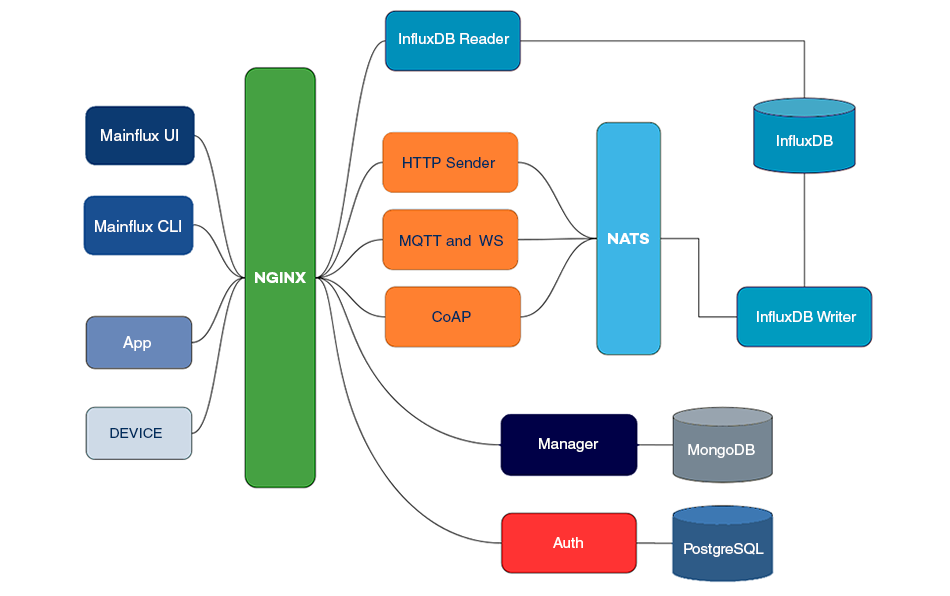 InfluxDB Reader
Mainflux UI
InfluxDB
HTTP Sender
Mainflux CLI
MQTT and WS
NATS
NGINX
CoAP
InfluxDB Writer
App
DEVICE
Manager
MongoDB
Auth
PostgreSQL